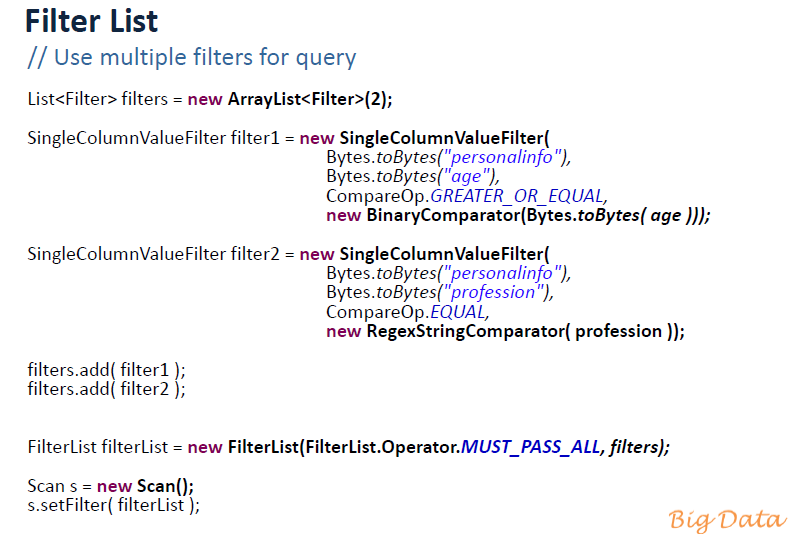 Filter List
// Use multiple filters for query
List<Filter> filters = new ArrayList<Filter>(2);
SingleColumnValueFilter filter1 = new SingleColumnValueFilter(
Bytes.toBytes("personalinfo"),
Bytes.toBytes("age"),
CompareOp.GREATER_OR_EQUAL,
new BinaryComparator(Bytes.toBytes( age )));
SingleColumnValueFilter filter2 = new SingleColumnValueFilter(
Bytes.toBytes("personalinfo"),
Bytes.toBytes("profession"),
CompareOp.EQUAL,
new RegexStringComparator( profession ));
filters.add( filter1 );
filters.add( filter2 );
FilterList filterList = new FilterList(FilterList.Operator.MUST_PASS_ALL, filters);
Scan s = new Scan();
s.setFilter( filterList );
Big Data